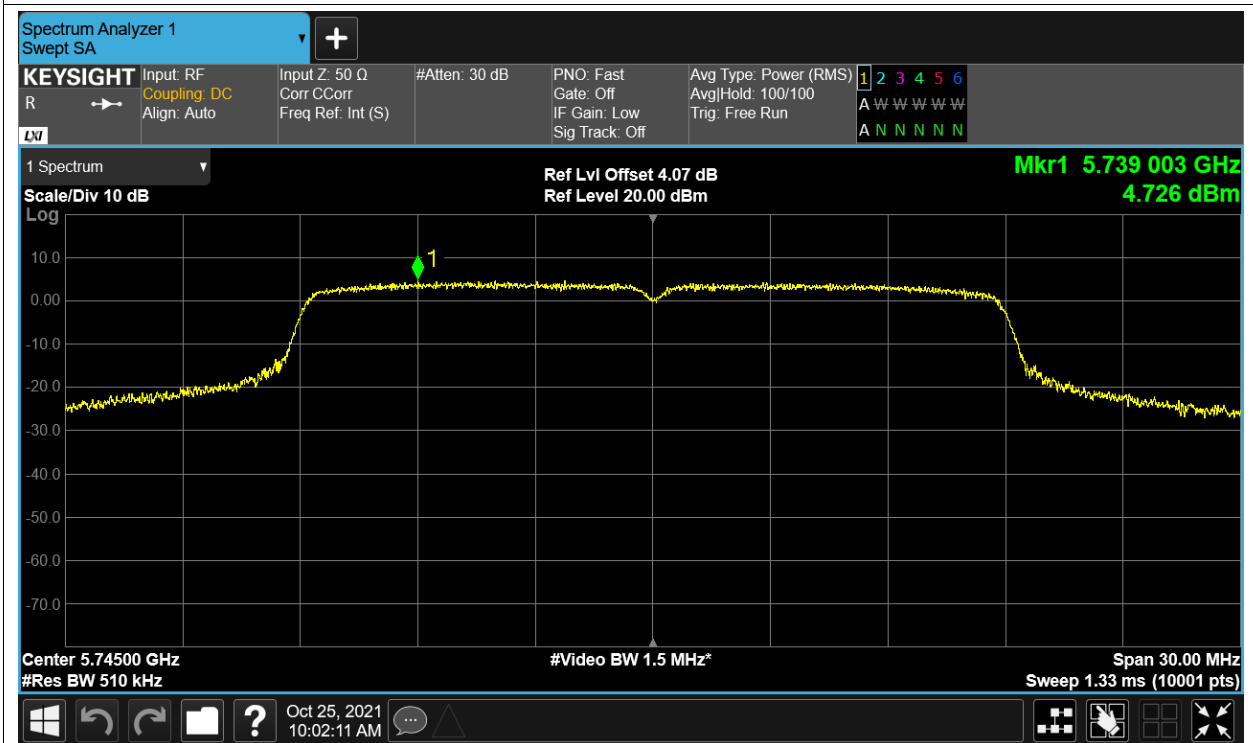 Spectrum Analyzer 1
Swept SA
KEYSIGHT
R
LXI
Input: RF
Coupling: DC
Align: Auto
Input Z: 50 Ω
Corr CCorr
Freq Ref: Int (S)
#Atten: 30 dB
PNO: Fast
Gate: Off
IF Gain: Low
Sig Track: Off
Avg Type: Power (RMS)
Avg|Hold: 100/100
Trig: Free Run
1 2 3 4 5 6
A W W W W W
A N N N N N
1 Spectrum
Scale/Div 10 dB
Log
Ref Lvl Offset 4.07 dB
Ref Level 20.00 dBm
Mkr1 5.739 003 GHz
4.726 dBm
1
10.0
0.00
-10.0
-20.0
-30.0
-40.0
-50.0
-60.0
-70.0
Center 5.74500 GHz
#Res BW 510 kHz
#Video BW 1.5 MHz*
Span 30.00 MHz
Sweep 1.33 ms (10001 pts)
?
Oct 25, 2021
10:02:11 AM